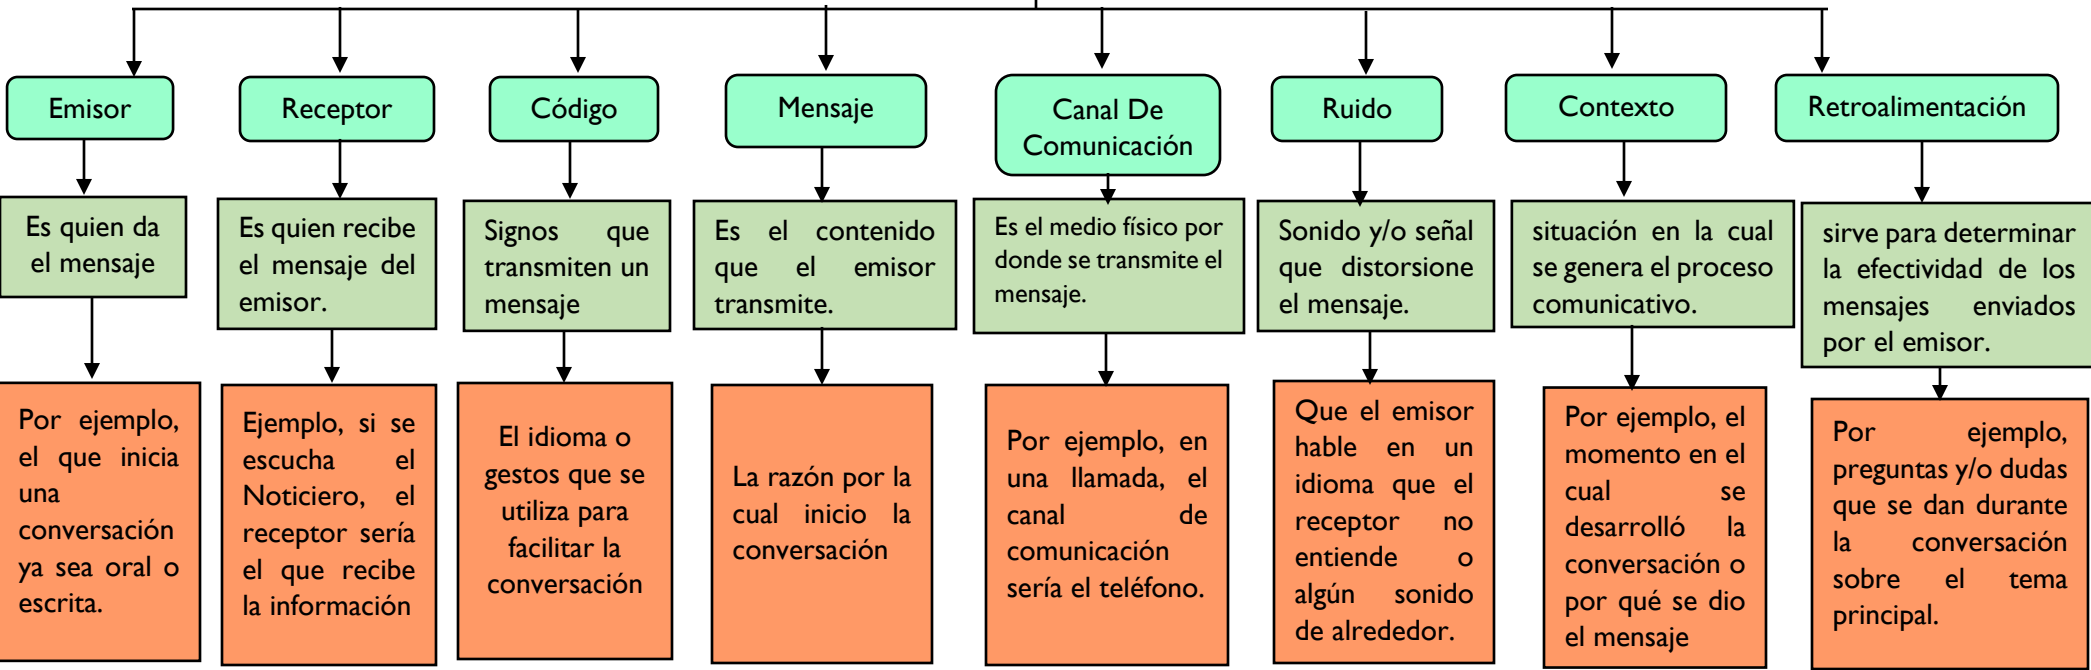 Emisor
Receptor
Código
Mensaje
Canal De
Comunicación
Ruido
Contexto
Retroalimentación
Es quien da
el mensaje
Es quien recibe
el mensaje del
emisor.
Signos que
transmiten un
mensaje
Es el contenido
que el emisor
transmite.
Es el medio físico por
donde se transmite el
mensaje.
Sonido y/o señal
que distorsione
el mensaje.
situación en la cual
se genera el proceso
comunicativo.
sirve para determinar
la efectividad de los
mensajes enviados
por el emisor.
Por ejemplo,
el que inicia
una
conversación
ya sea oral o
escrita.
Ejemplo, si se
escucha el
Noticiero, el
receptor sería
el que recibe
la información
El idioma o
gestos que se
utiliza para
facilitar la
conversación
La razón por la
cual inicio la
conversación
Por ejemplo, en
una llamada, el
canal de
comunicación
sería el teléfono.
Que el emisor
hable en un
idioma que el
receptor no
entiende o
algún sonido
de alrededor.
Por ejemplo, el
momento en el
cual se
desarrolló la
conversación o
por qué se dio
el mensaje
Por ejemplo,
preguntas y/o dudas
que se dan durante
la conversación
sobre el tema
principal.